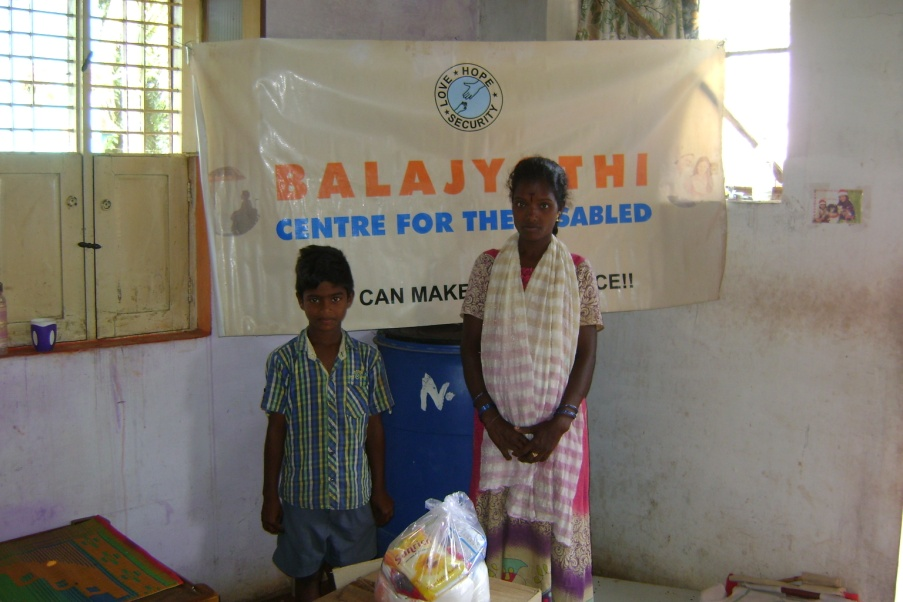 LOVE ★ HOPE ★ SECURITY ★
BALAJY THI
CENTRE FOR THE SABLED
CAN MAKE CE!!
N.